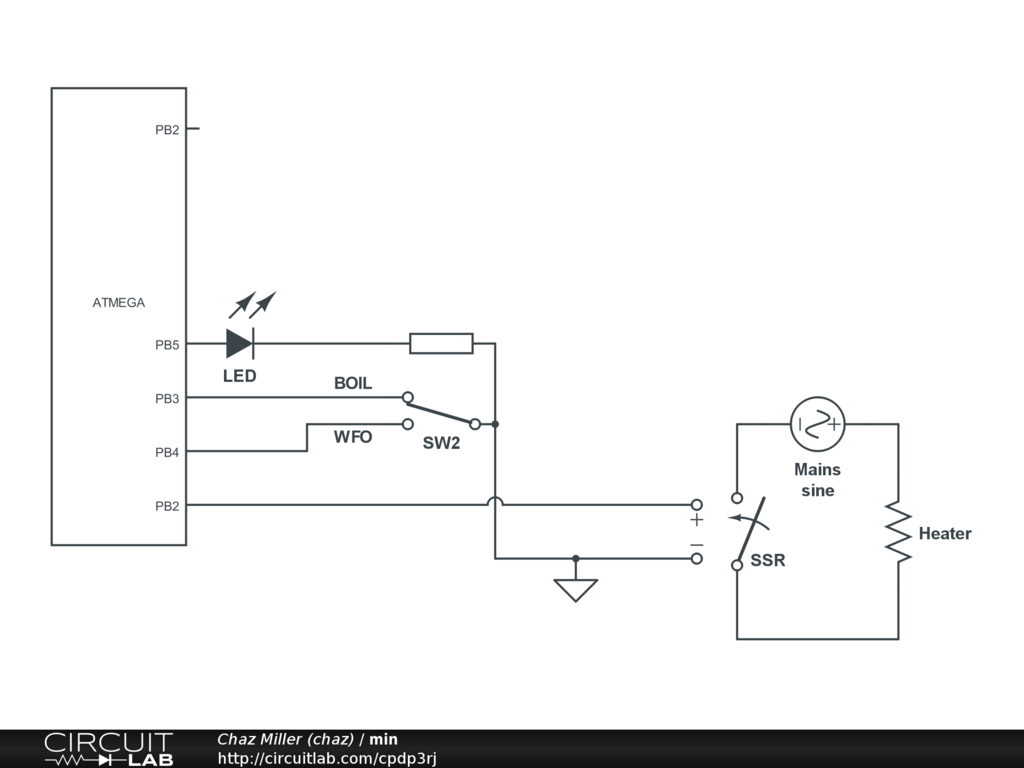 PB2
ATMEGA
PB5
LED
BOIL
PB3
WFO
SW2
PB4
Mains
sine
PB2
+
−
Heater
SSR
CIRCUIT
LAB
Chaz Miller (chaz) / min
http://circuitlab.com/cpdp3rj